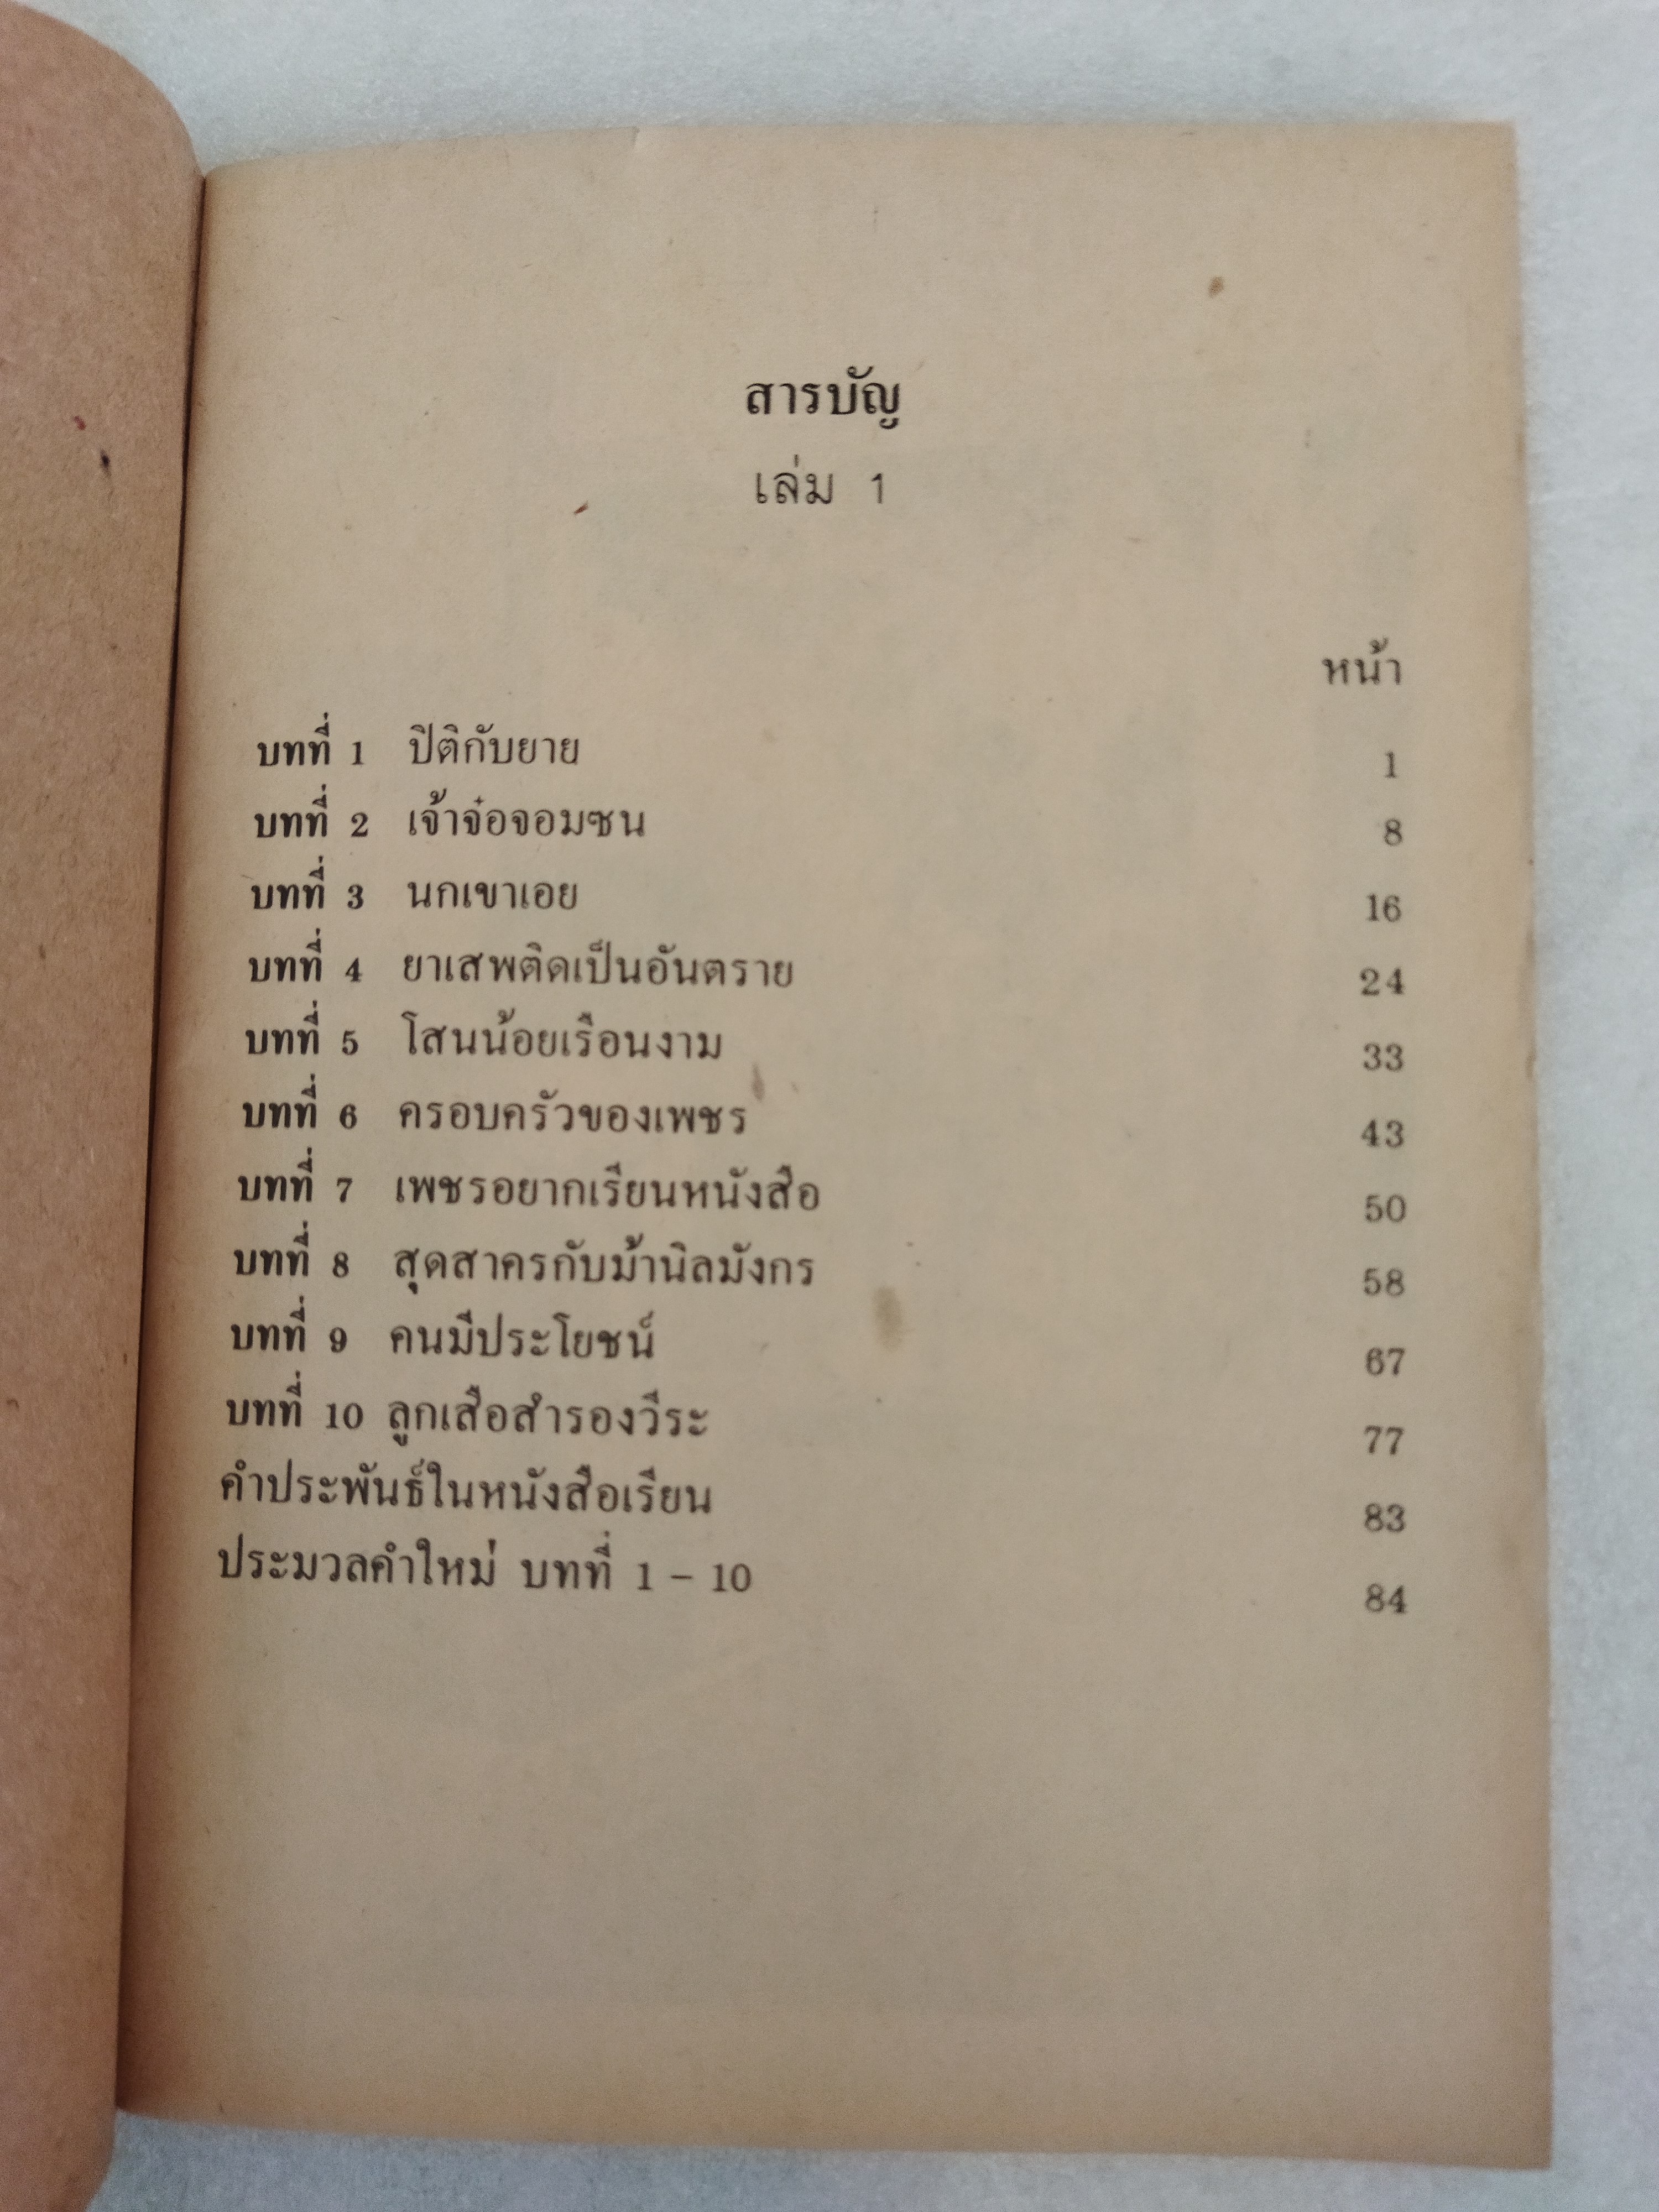 สารบัญ
เล่ม 1
หน้า
บทที่ 1 ปิติกับยาย 1
บทที่ 2 เจ้าจ๋อจอมซน 8
บทที่ 3 นกเขาเอย 16
บทที่ 4 ยาเสพติดเป็นอันตราย 24
บทที่ 5 โสนน้อยเรือนงาม 33
บทที่ 6 ครอบครัวของเพชร 43
บทที่ 7 เพชรอยากเรียนหนังสือ 50
บทที่ 8 สุดสาครกับม้านิลมังกร 58
บทที่ 9 คนมีประโยชน์ 67
บทที่ 10 ลูกเสือสำรองวีระ 77
คำประพันธ์ในหนังสือเรียน 83
ประมวลคำใหม่ บทที่ 1 – 10 84